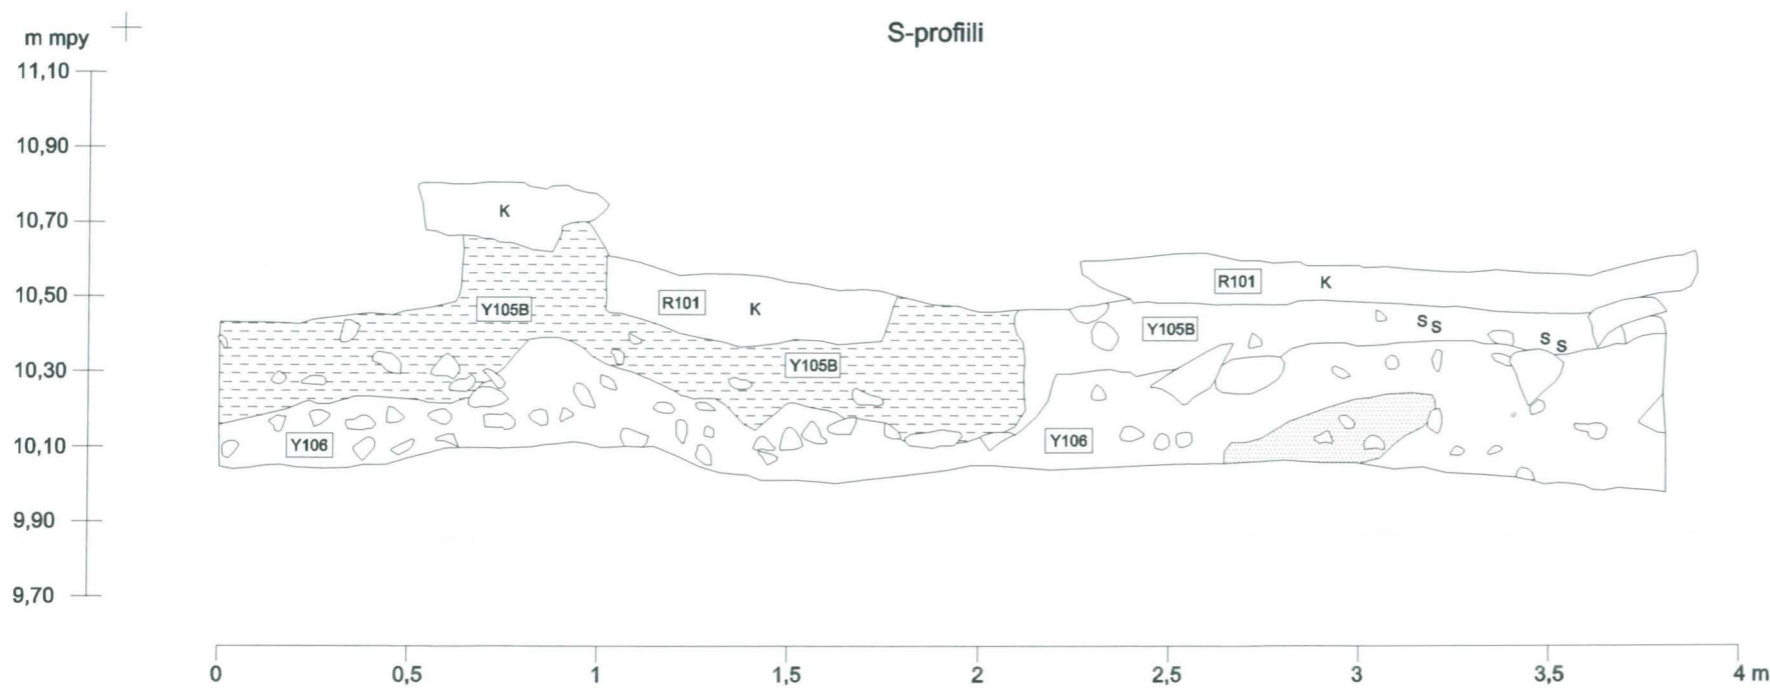 S-profiili
m mpy
11,10
10,90
10,70
10,50
10,30
10,10
9,90
9,70
K
Y105B
R101
K
Y105B
R101
K
Y105B
S
S
S
S
Y106
Y106
0
0,5
1
1,5
2
2,5
3
3,5
4 m